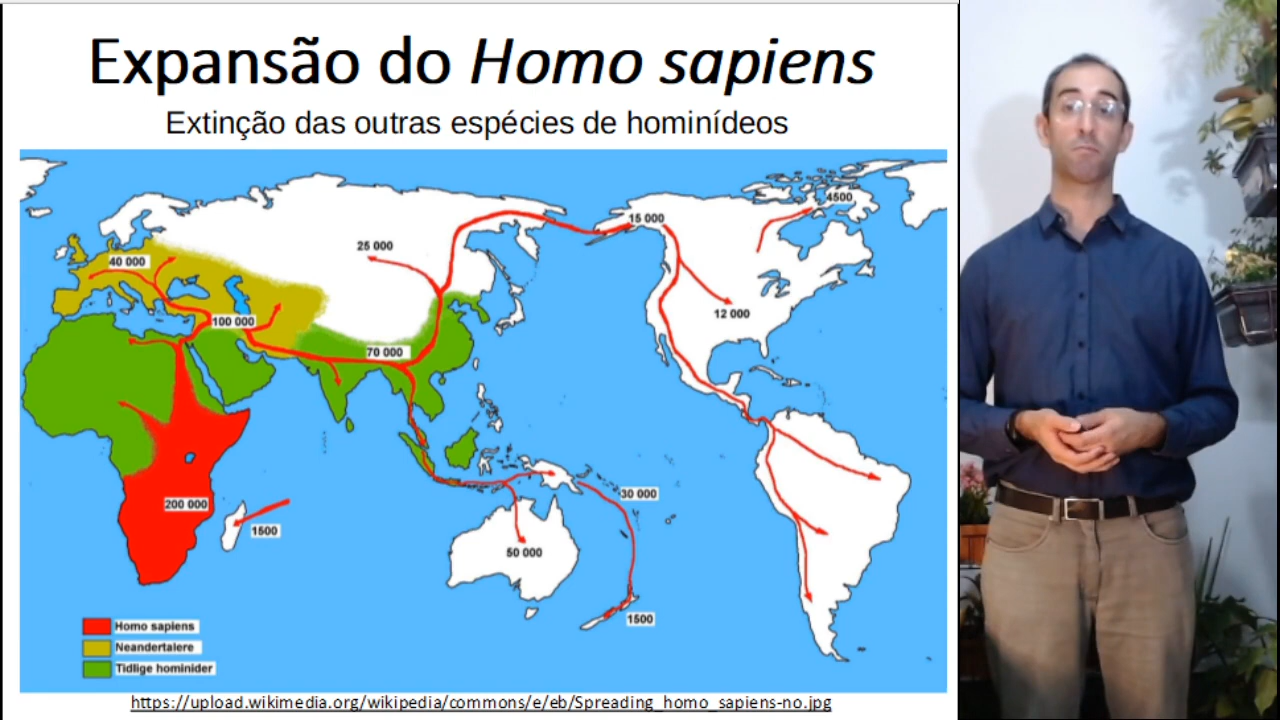 Expansão do Homo sapiens
Extinção das outras espécies de hominídeos
4500
15 000
25 000
40 000
12 000
100 000
70 000
30 000
200 000
1500
50 000
1500
Homo sapiens
Neandertalere
Tidlige hominider
https://upload.wikimedia.org/wikipedia/commons/e/eb/Spreading_homo_sapiens-no.jpg